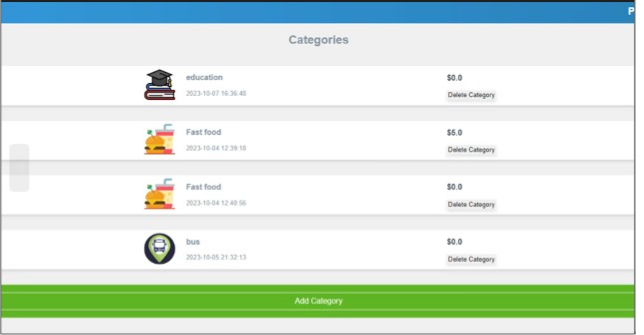 P
Categories
education
$0.0
2023-10-07 16:36:40
Delete Category
Fast food
$5.0
2023-10-04 12:39:10
Delete Category
Fast food
$0.0
2023-10-04 12:40:56
Delete Category
bus
$0.0
2023-10-05 21:32:13
Delete Category
Add Category